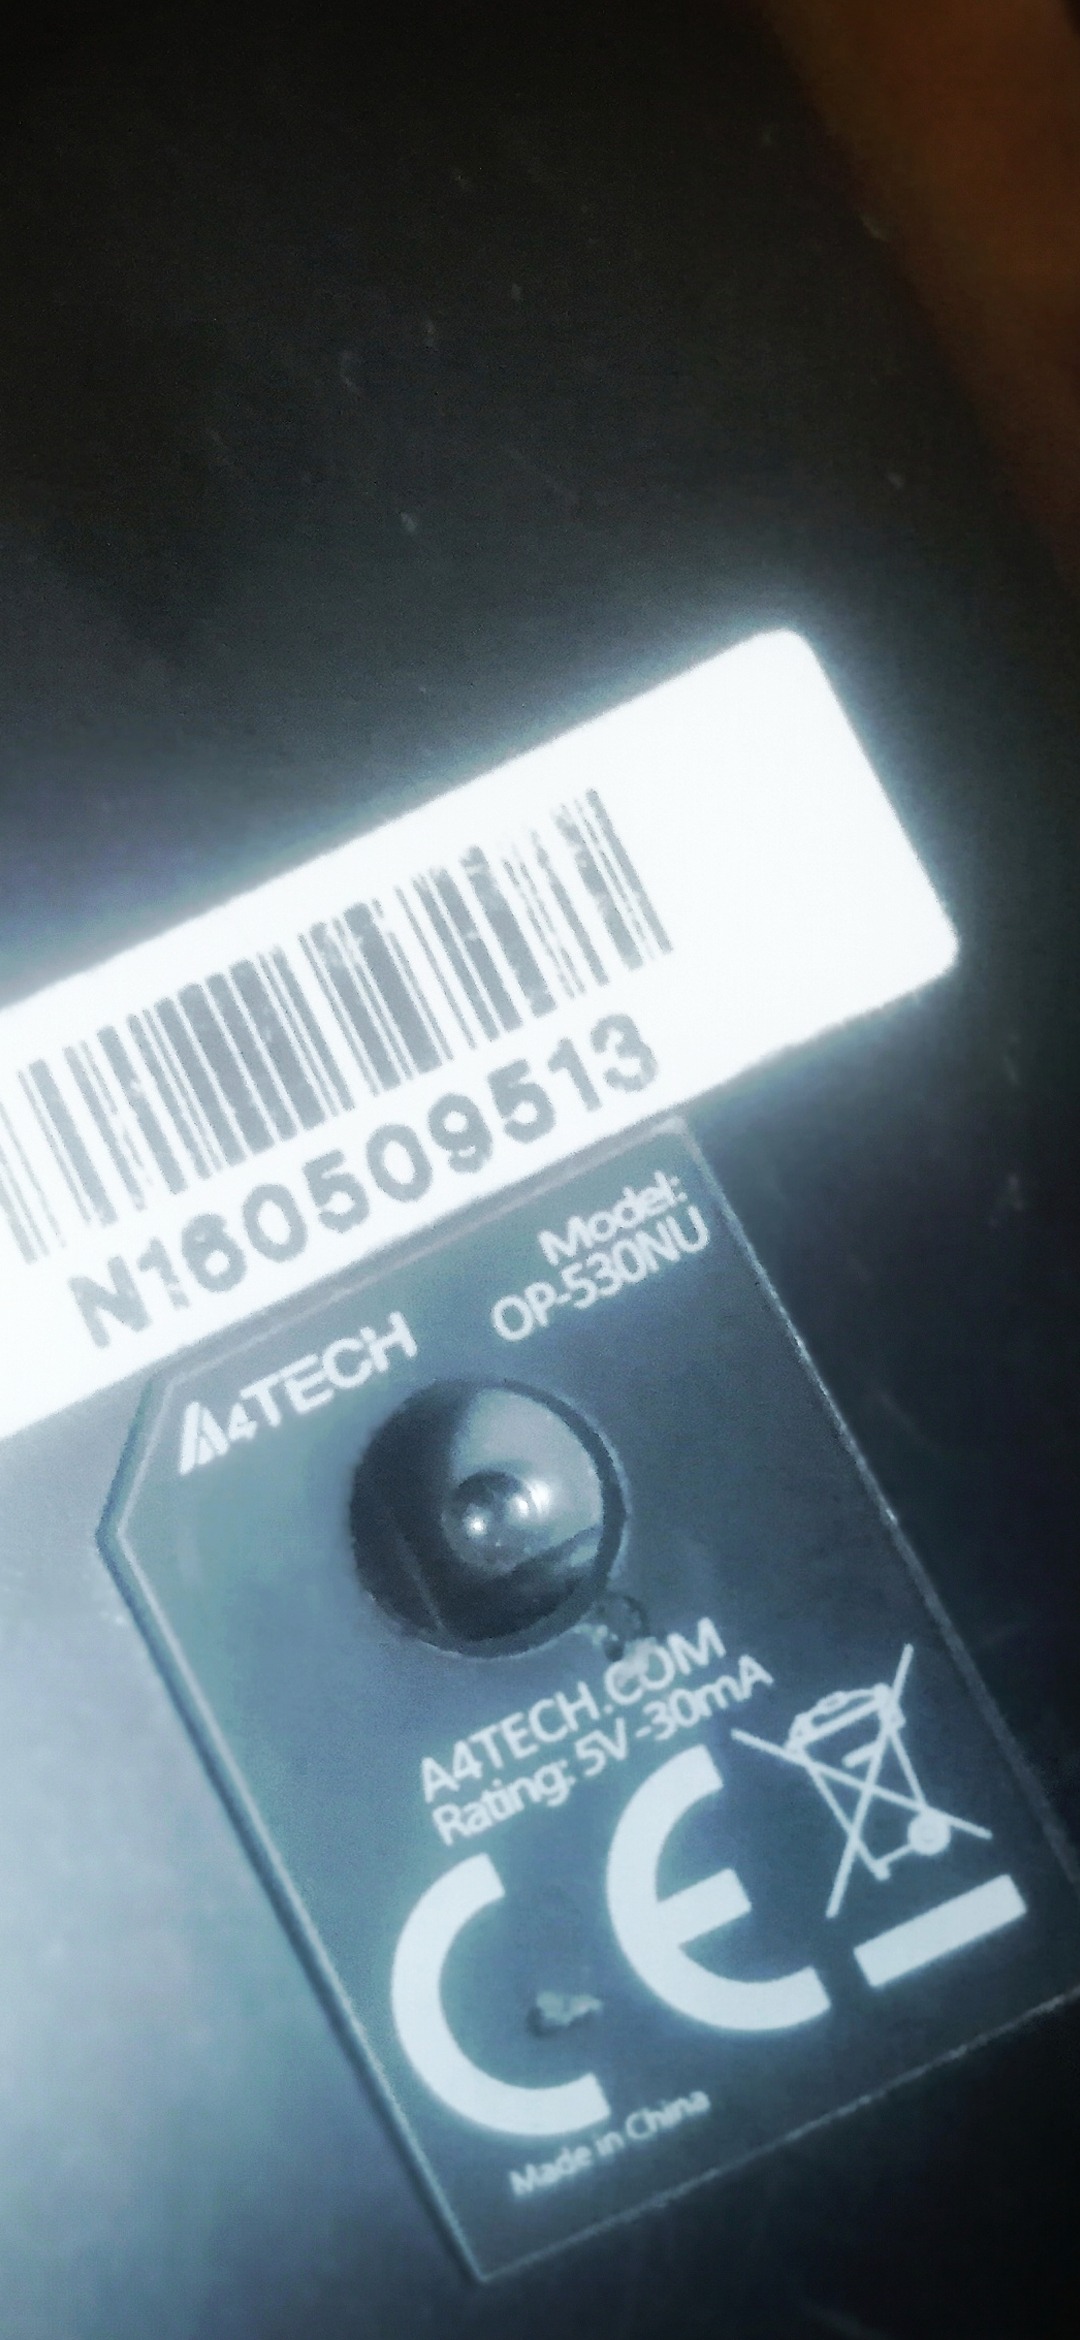 N160509513
A4TECH
Model:
OP-530NU
A4TECH.COM
Rating: 5V-30mA
CE
Made in China